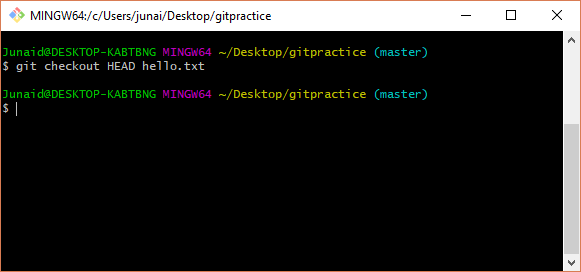 MINGW64:/c/Users/junai/Desktop/gitpractice
Junaid@DESKTOP-KABTBNG MINGW64 ~/Desktop/gitpractice (master)
$ git checkout HEAD hello.txt
Junaid@DESKTOP-KABTBNG MINGW64 ~/Desktop/gitpractice (master)
$